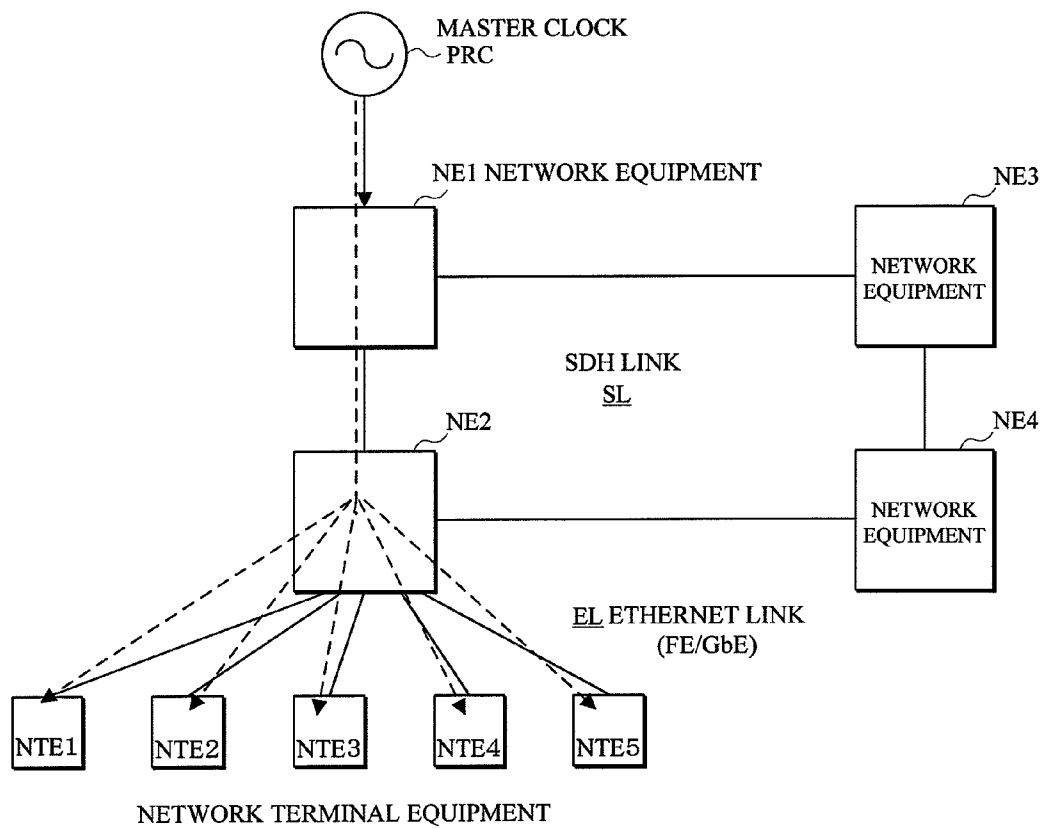 MASTER CLOCK
PRC
NE1 NETWORK EQUIPMENT
NE3
NETWORK
EQUIPMENT
SDH LINK
SL
NE2
NE4
NETWORK
EQUIPMENT
EL ETHERNET LINK
(FE/GbE)
NTE1
NTE2
NTE3
NTE4
NTE5
NETWORK TERMINAL EQUIPMENT